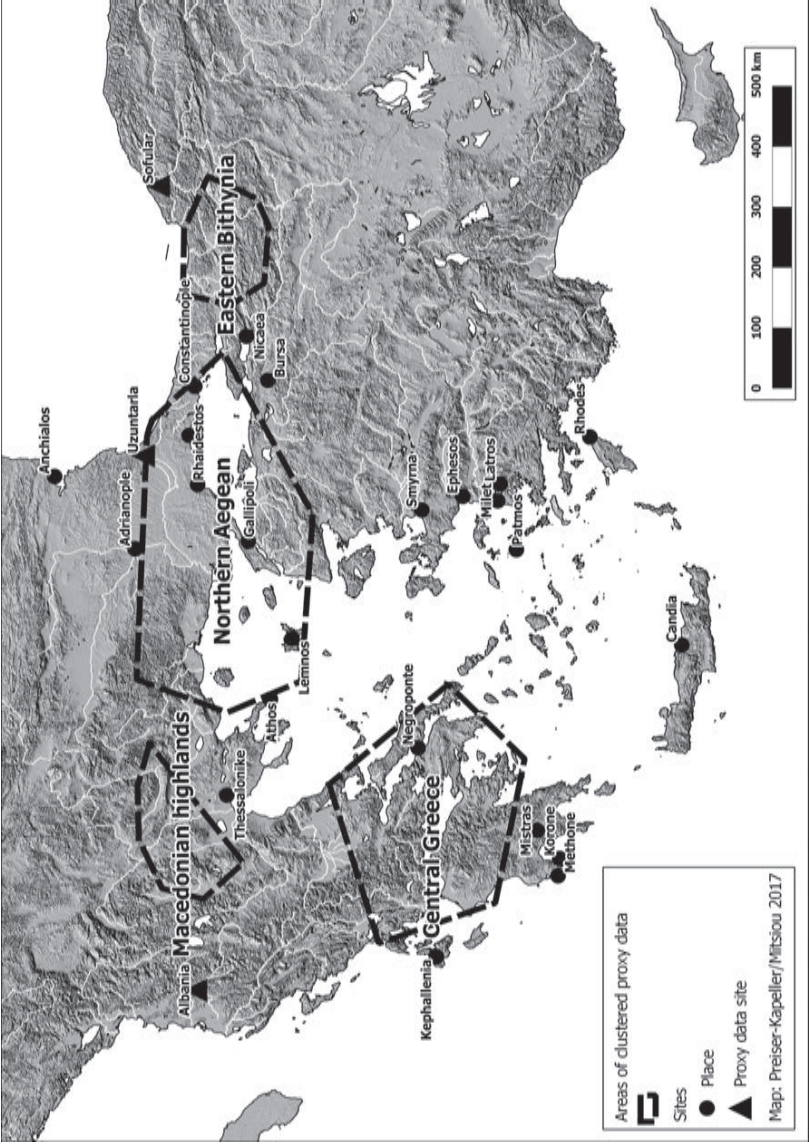 Anchialos
Sofular
Adrianople
Uzuntarla
Constantinople
Rhaidestos
Eastern Bithynia
Nicaea
Bursa
Northern Aegean
Gallipoli
Lemnos
Athos
Macedonian highlands
Thessalonike
Albania
Smyrna
Ephesos
Milet
Latros
Patmos
Rhodes
Negroponte
Central Greece
Kephallenia
Mistras
Korone
Methone
Candia
Areas of clustered proxy data
Sites
Place
Proxy data site
Map: Preiser-Kapeller/Mitsiou 2017
0 100 200 300 400 500 km